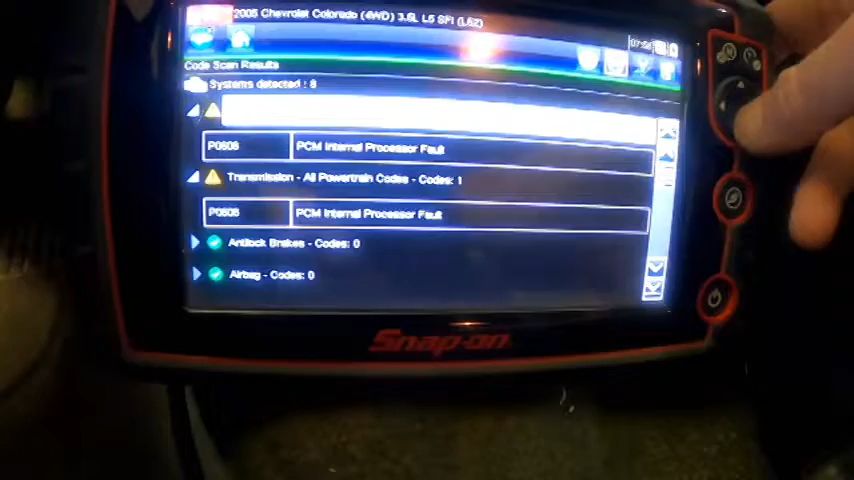 2005 Chevrolet Colorado (4WD) 3.5L L5 SFI (L52)
Code Scan Results
Systems detected : 8
P0606 PCM Internal Processor Fault
Transmission - All Powertrain Codes - Codes: 1
P0606 PCM Internal Processor Fault
Antilock Brakes - Codes: 0
Airbag - Codes: 0
Snap-on